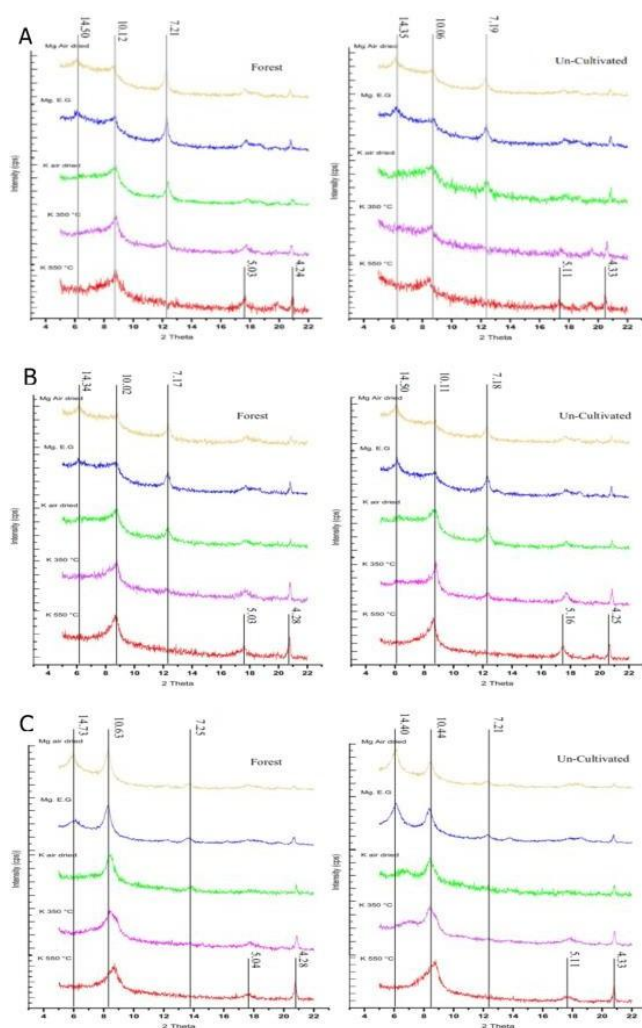 A
14.50
10.12
7.21
Mg Air dried
Forest
Mg. E.G
K air dried
K 350 °C
K 550 °C
5.03
4.24
Intensity (cps)
4 6 8 10 12 14 16 18 20 22
2 Theta
14.35
10.06
7.19
Mg Air dried
Un-Cultivated
Mg. E.G
K air dried
K 350 °C
K 550 °C
5.11
4.33
Intensity (cps)
4 6 8 10 12 14 16 18 20 22
2 Theta
B
14.34
10.02
7.17
Mg Air dried
Forest
Mg. E.G
K air dried
K 350 °C
K 550 °C
5.03
4.28
Intensity (cps)
4 6 8 10 12 14 16 18 20 22
2 Theta
14.50
10.11
7.18
Mg Air dried
Un-Cultivated
Mg. E.G
K air dried
K 350 °C
K 550 °C
5.16
4.25
Intensity (cps)
4 6 8 10 12 14 16 18 20 22
2 Theta
C
14.73
10.63
7.25
Mg air dried
Forest
Mg. E.G
K air dried
K 350 °C
K 550 °C
5.04
4.28
Intensity (cps)
4 6 8 10 12 14 16 18 20 22
2 Theta
14.40
10.44
7.21
Mg Air dried
Un-Cultivated
Mg. E.G
K air dried
K 350 °C
K 550 °C
5.11
4.33
Intensity (cps)
4 6 8 10 12 14 16 18 20 22
2 Theta